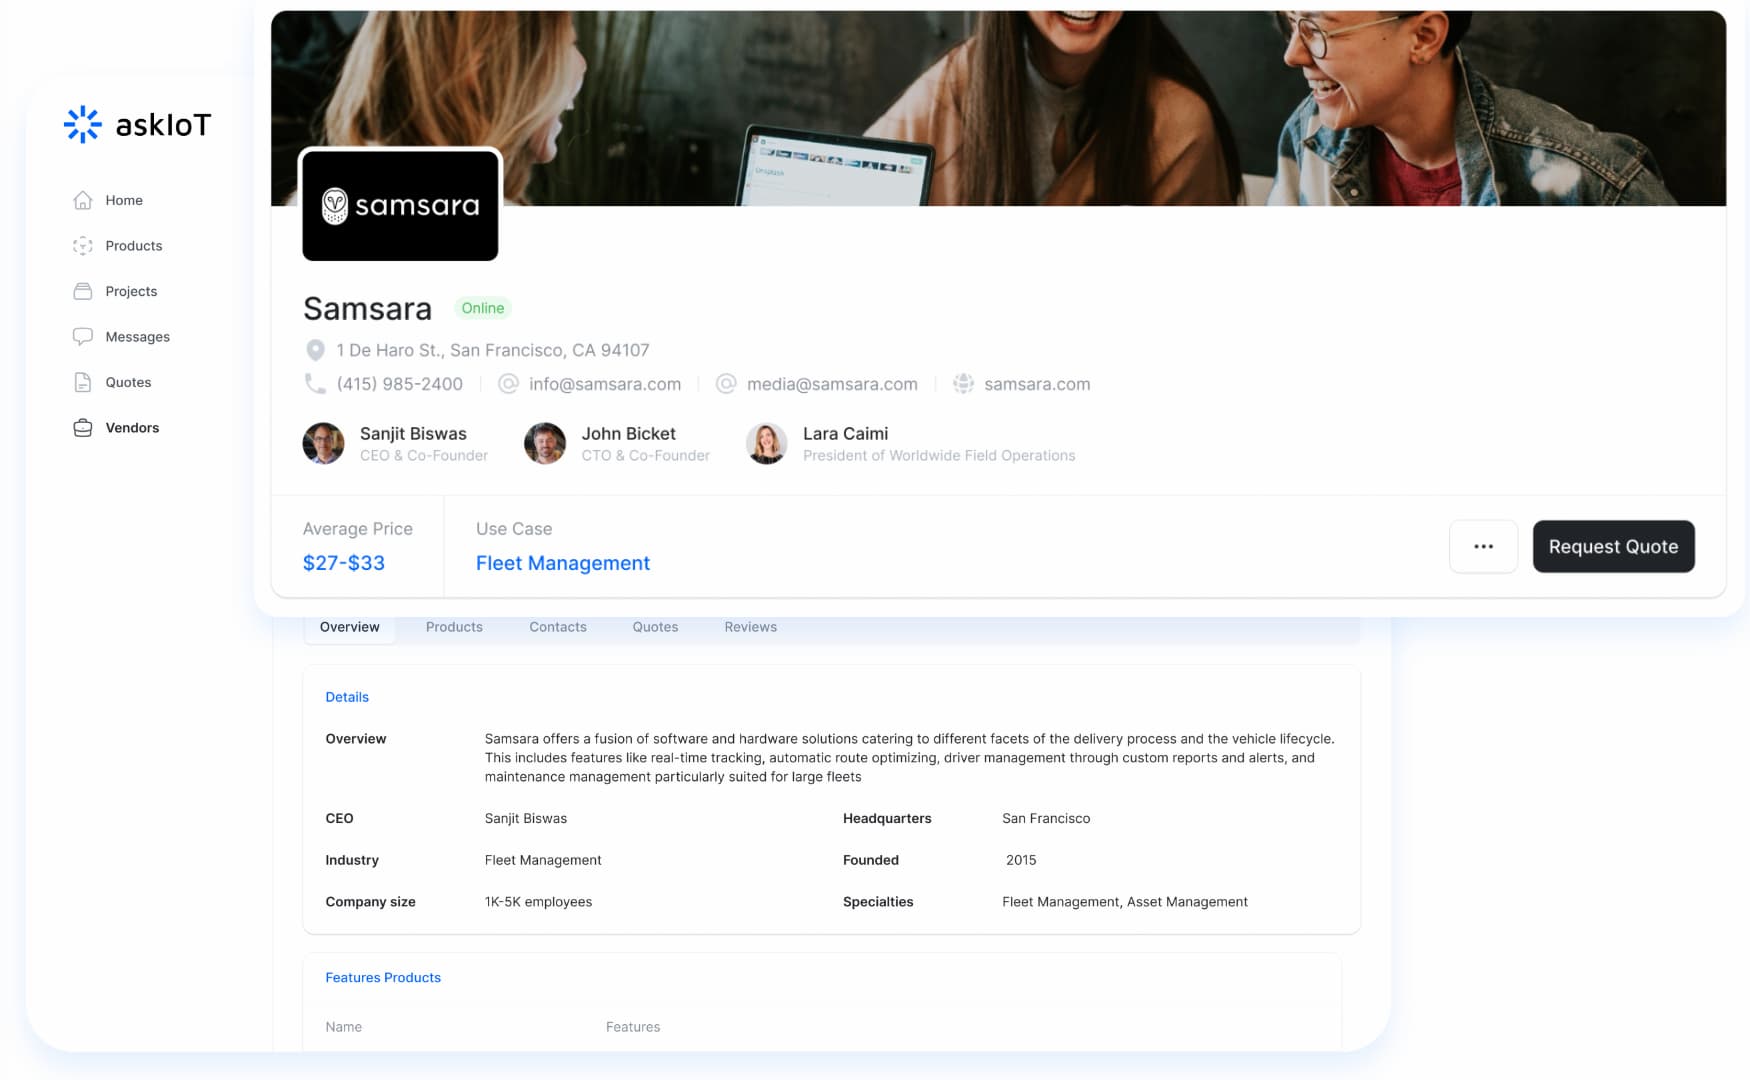 askIoT
Home
Products
Projects
Messages
Quotes
Vendors
Unsplash
samsara
Samsara Online
1 De Haro St., San Francisco, CA 94107
(415) 985-2400 info@samsara.com media@samsara.com samsara.com
Sanjit Biswas
CEO & Co-Founder
John Bicket
CTO & Co-Founder
Lara Caimi
President of Worldwide Field Operations
Average Price
$27-$33
Use Case
Fleet Management
...
Request Quote
Overview Products Contacts Quotes Reviews
Details
Overview
Samsara offers a fusion of software and hardware solutions catering to different facets of the delivery process and the vehicle lifecycle.
This includes features like real-time tracking, automatic route optimizing, driver management through custom reports and alerts, and
maintenance management particularly suited for large fleets
CEO Sanjit Biswas Headquarters San Francisco
Industry Fleet Management Founded 2015
Company size 1K-5K employees Specialties Fleet Management, Asset Management
Features Products
Name Features